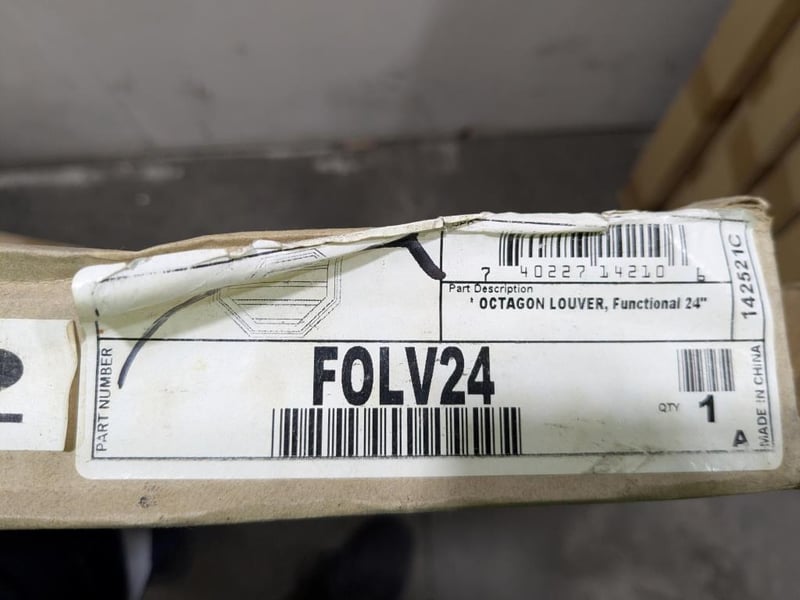 7 40227 14210 6
Part Description
* OCTAGON LOUVER, Functional 24"
142521C
PART NUMBER
FOLV24
QTY 1
A
MADE IN CHINA